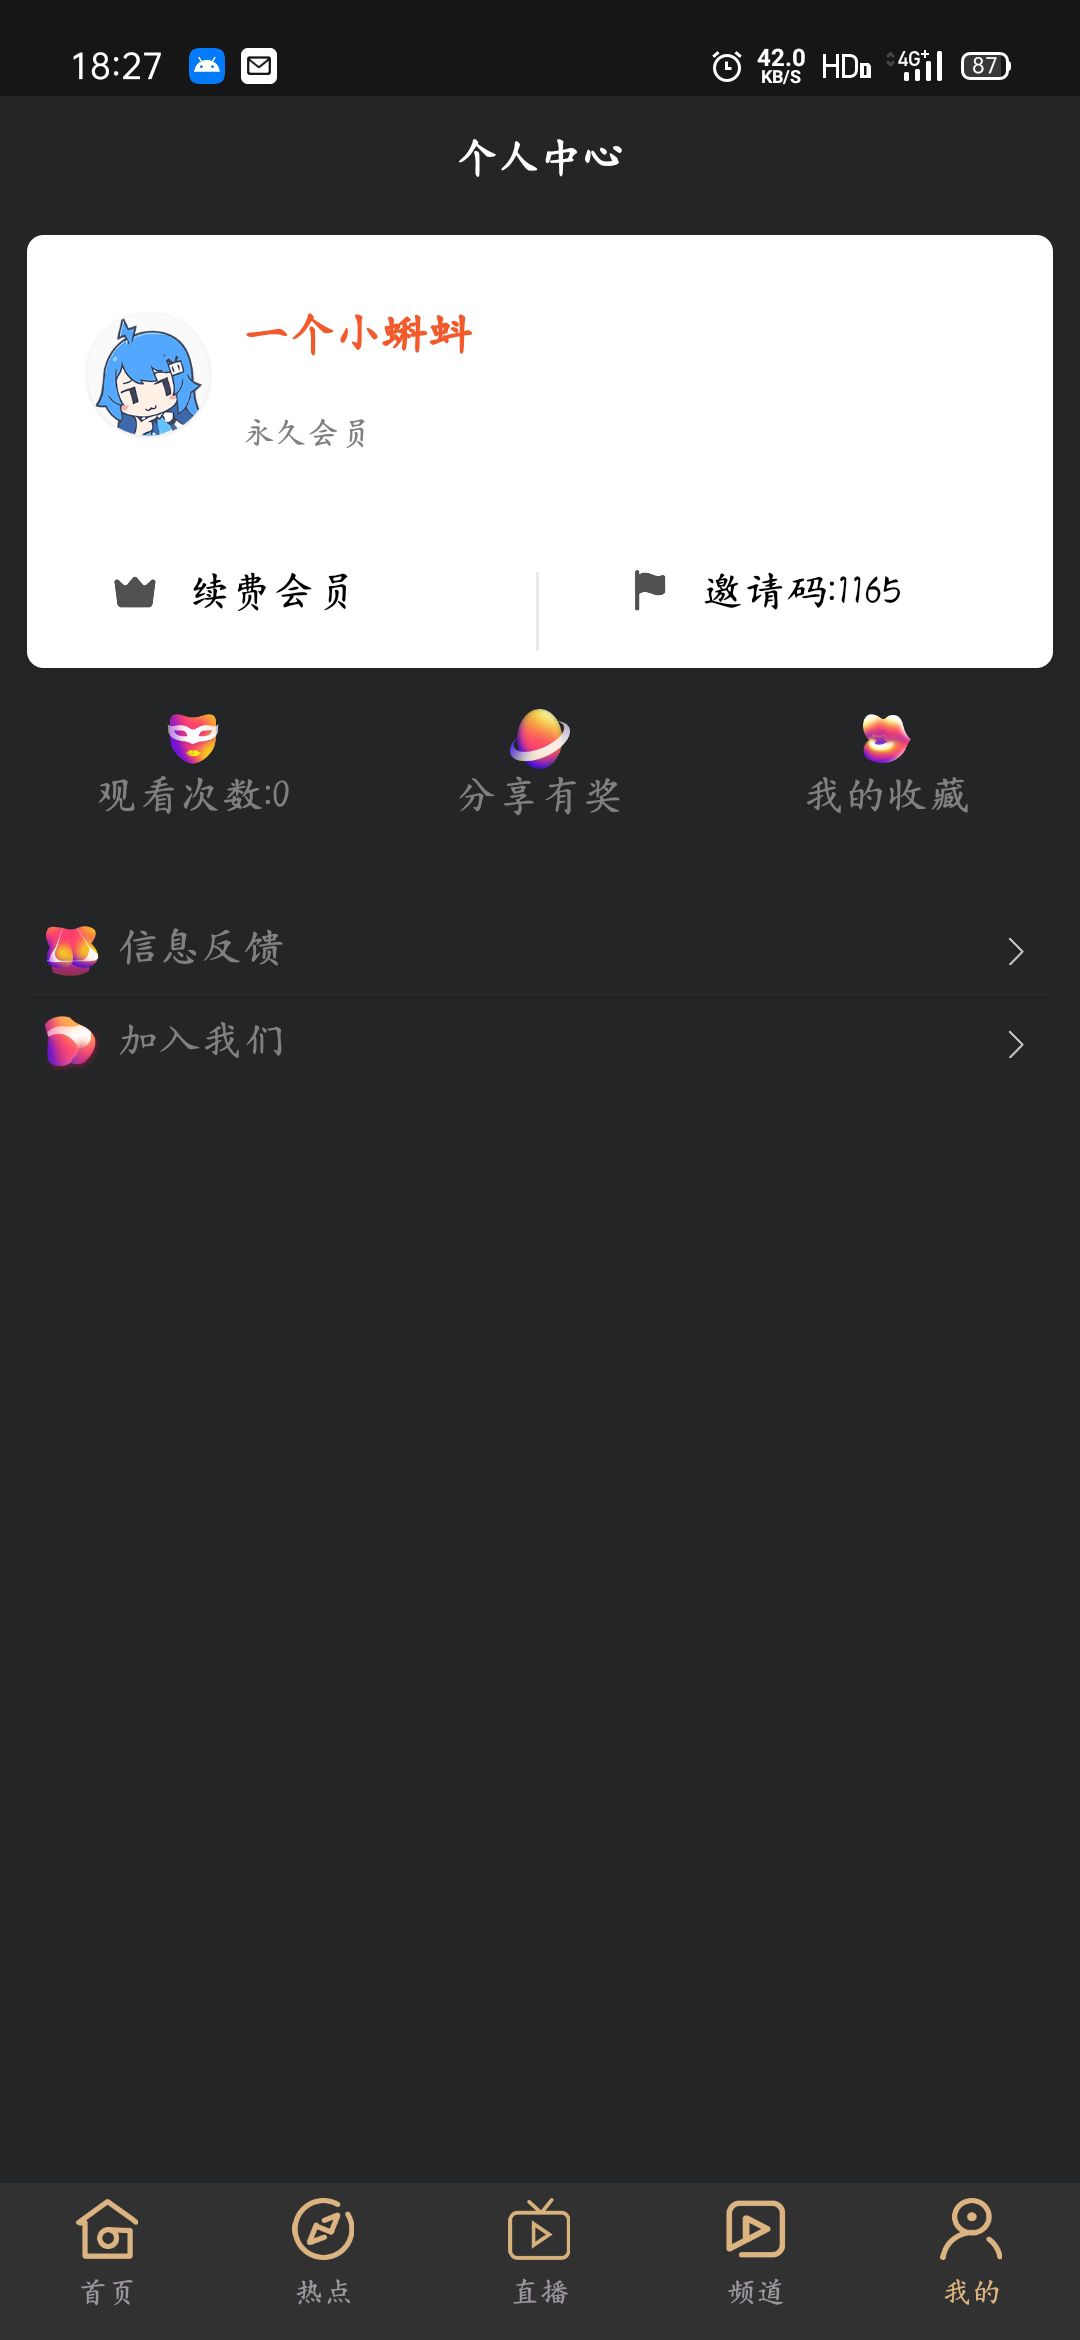 18:27
42.0
KB/S
HD
4G+
87
个人中心
一个小蝌蚪
永久会员
续费会员
邀请码:1165
观看次数:0
分享有奖
我的收藏
信息反馈
加入我们
首页
热点
直播
频道
我的